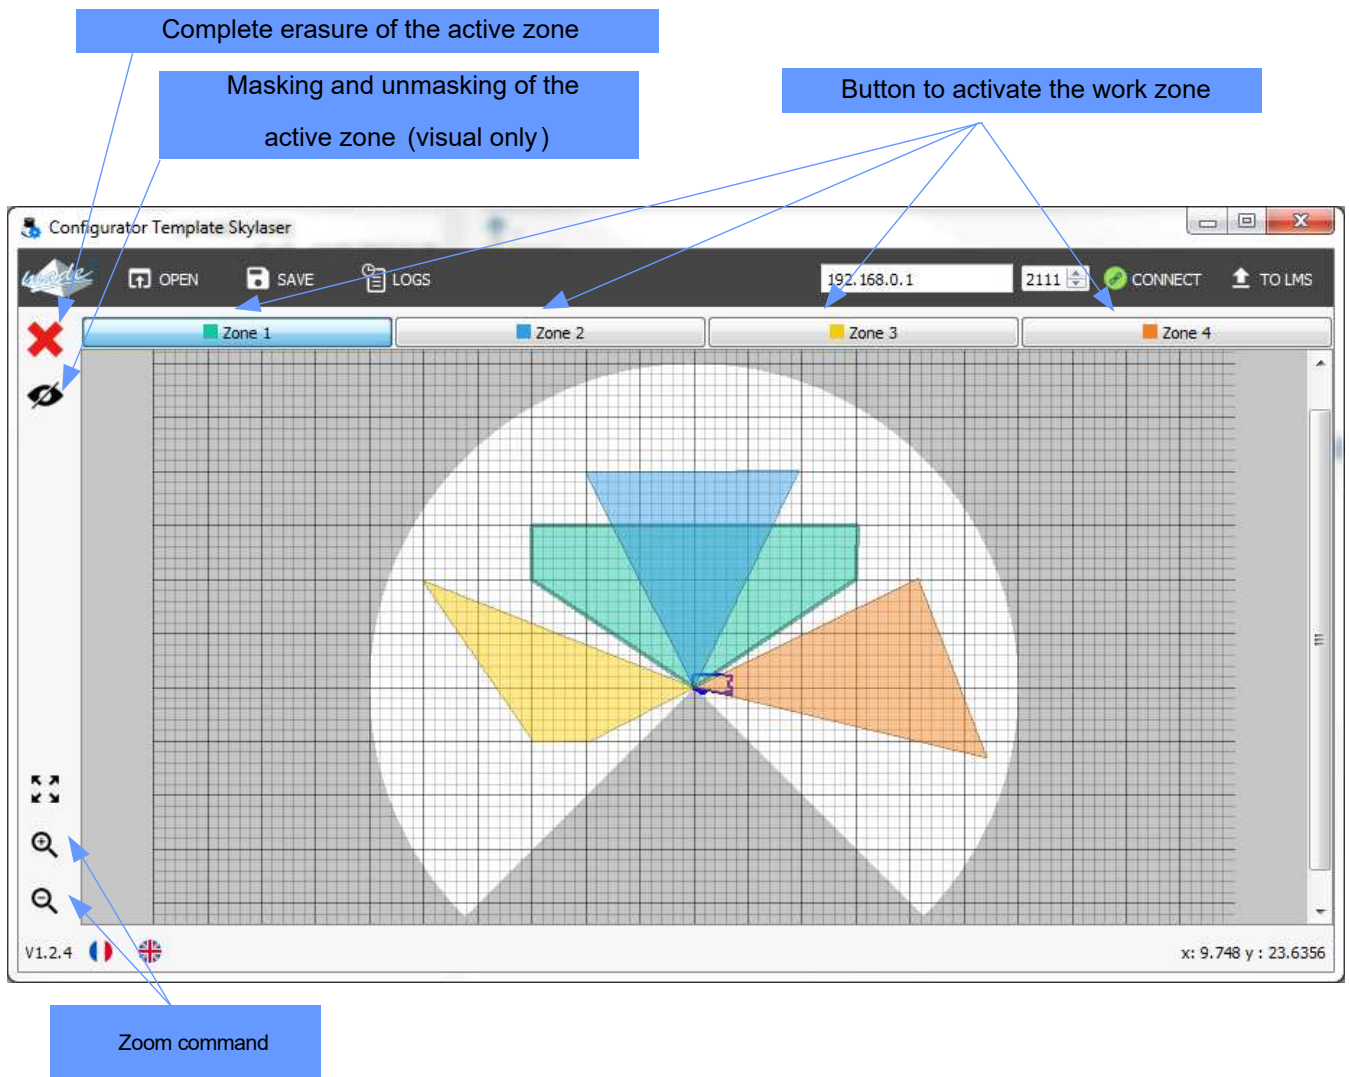 Complete erasure of the active zone
Masking and unmasking of the
active zone (visual only)
Button to activate the work zone
Configurator Template Skylaser
wade
OPEN
SAVE
LOGS
192.168.0.1
2111
CONNECT
TO LMS
Zone 1
Zone 2
Zone 3
Zone 4
V1.2.4
x: 9.748 y : 23.6356
Zoom command